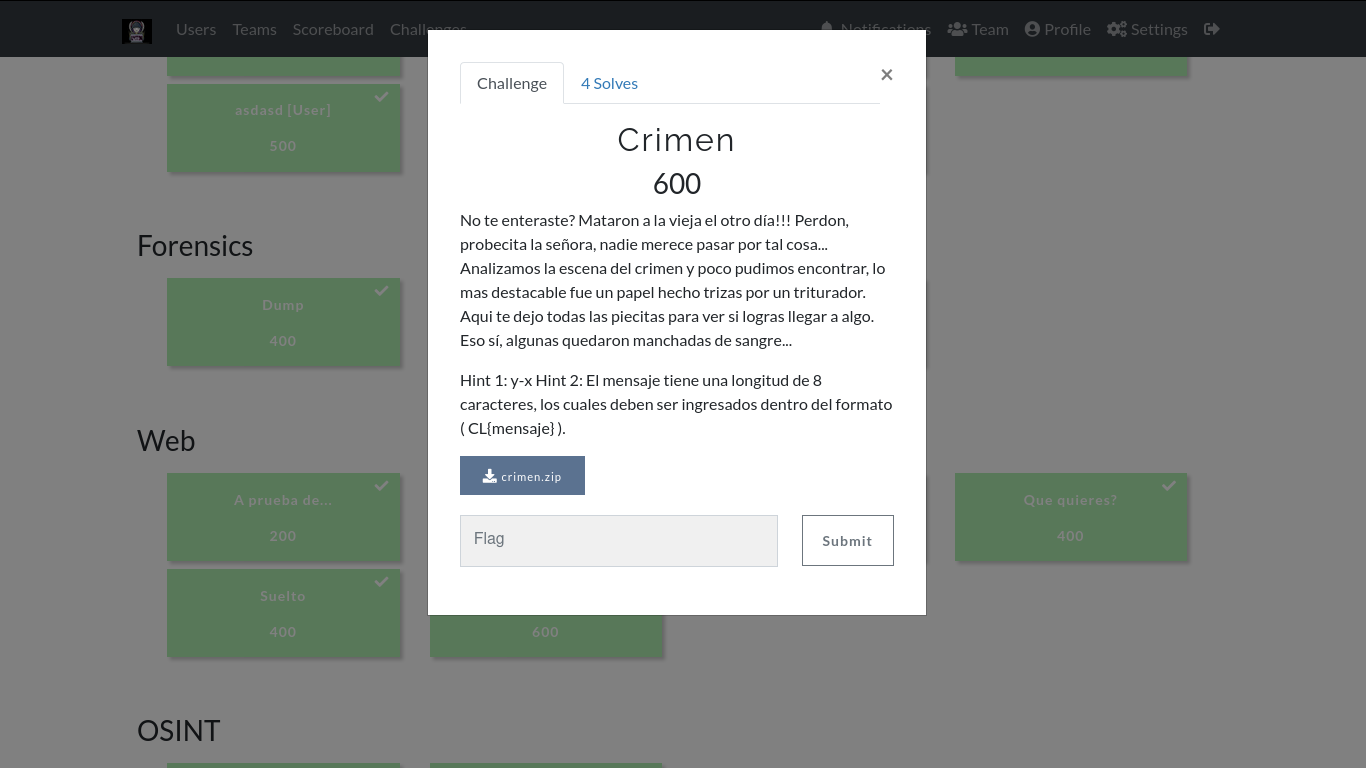 Users Teams Scoreboard Challenges Notifications Team Profile Settings
Challenge 4 Solves ×
asdasd [User]
500
Crimen
600
No te enteraste? Mataron a la vieja el otro día!!! Perdon,
probecita la señora, nadie merece pasar por tal cosa...
Analizamos la escena del crimen y poco pudimos encontrar, lo
mas destacable fue un papel hecho trizas por un triturador.
Aqui te dejo todas las piecitas para ver si logras llegar a algo.
Eso sí, algunas quedaron manchadas de sangre...
Hint 1: y-x Hint 2: El mensaje tiene una longitud de 8
caracteres, los cuales deben ser ingresados dentro del formato
( CL{mensaje} ).
crimen.zip
Flag
Submit
Forensics
Dump
400
Web
A prueba de...
200
Que quieres?
400
Suelto
400
600
OSINT